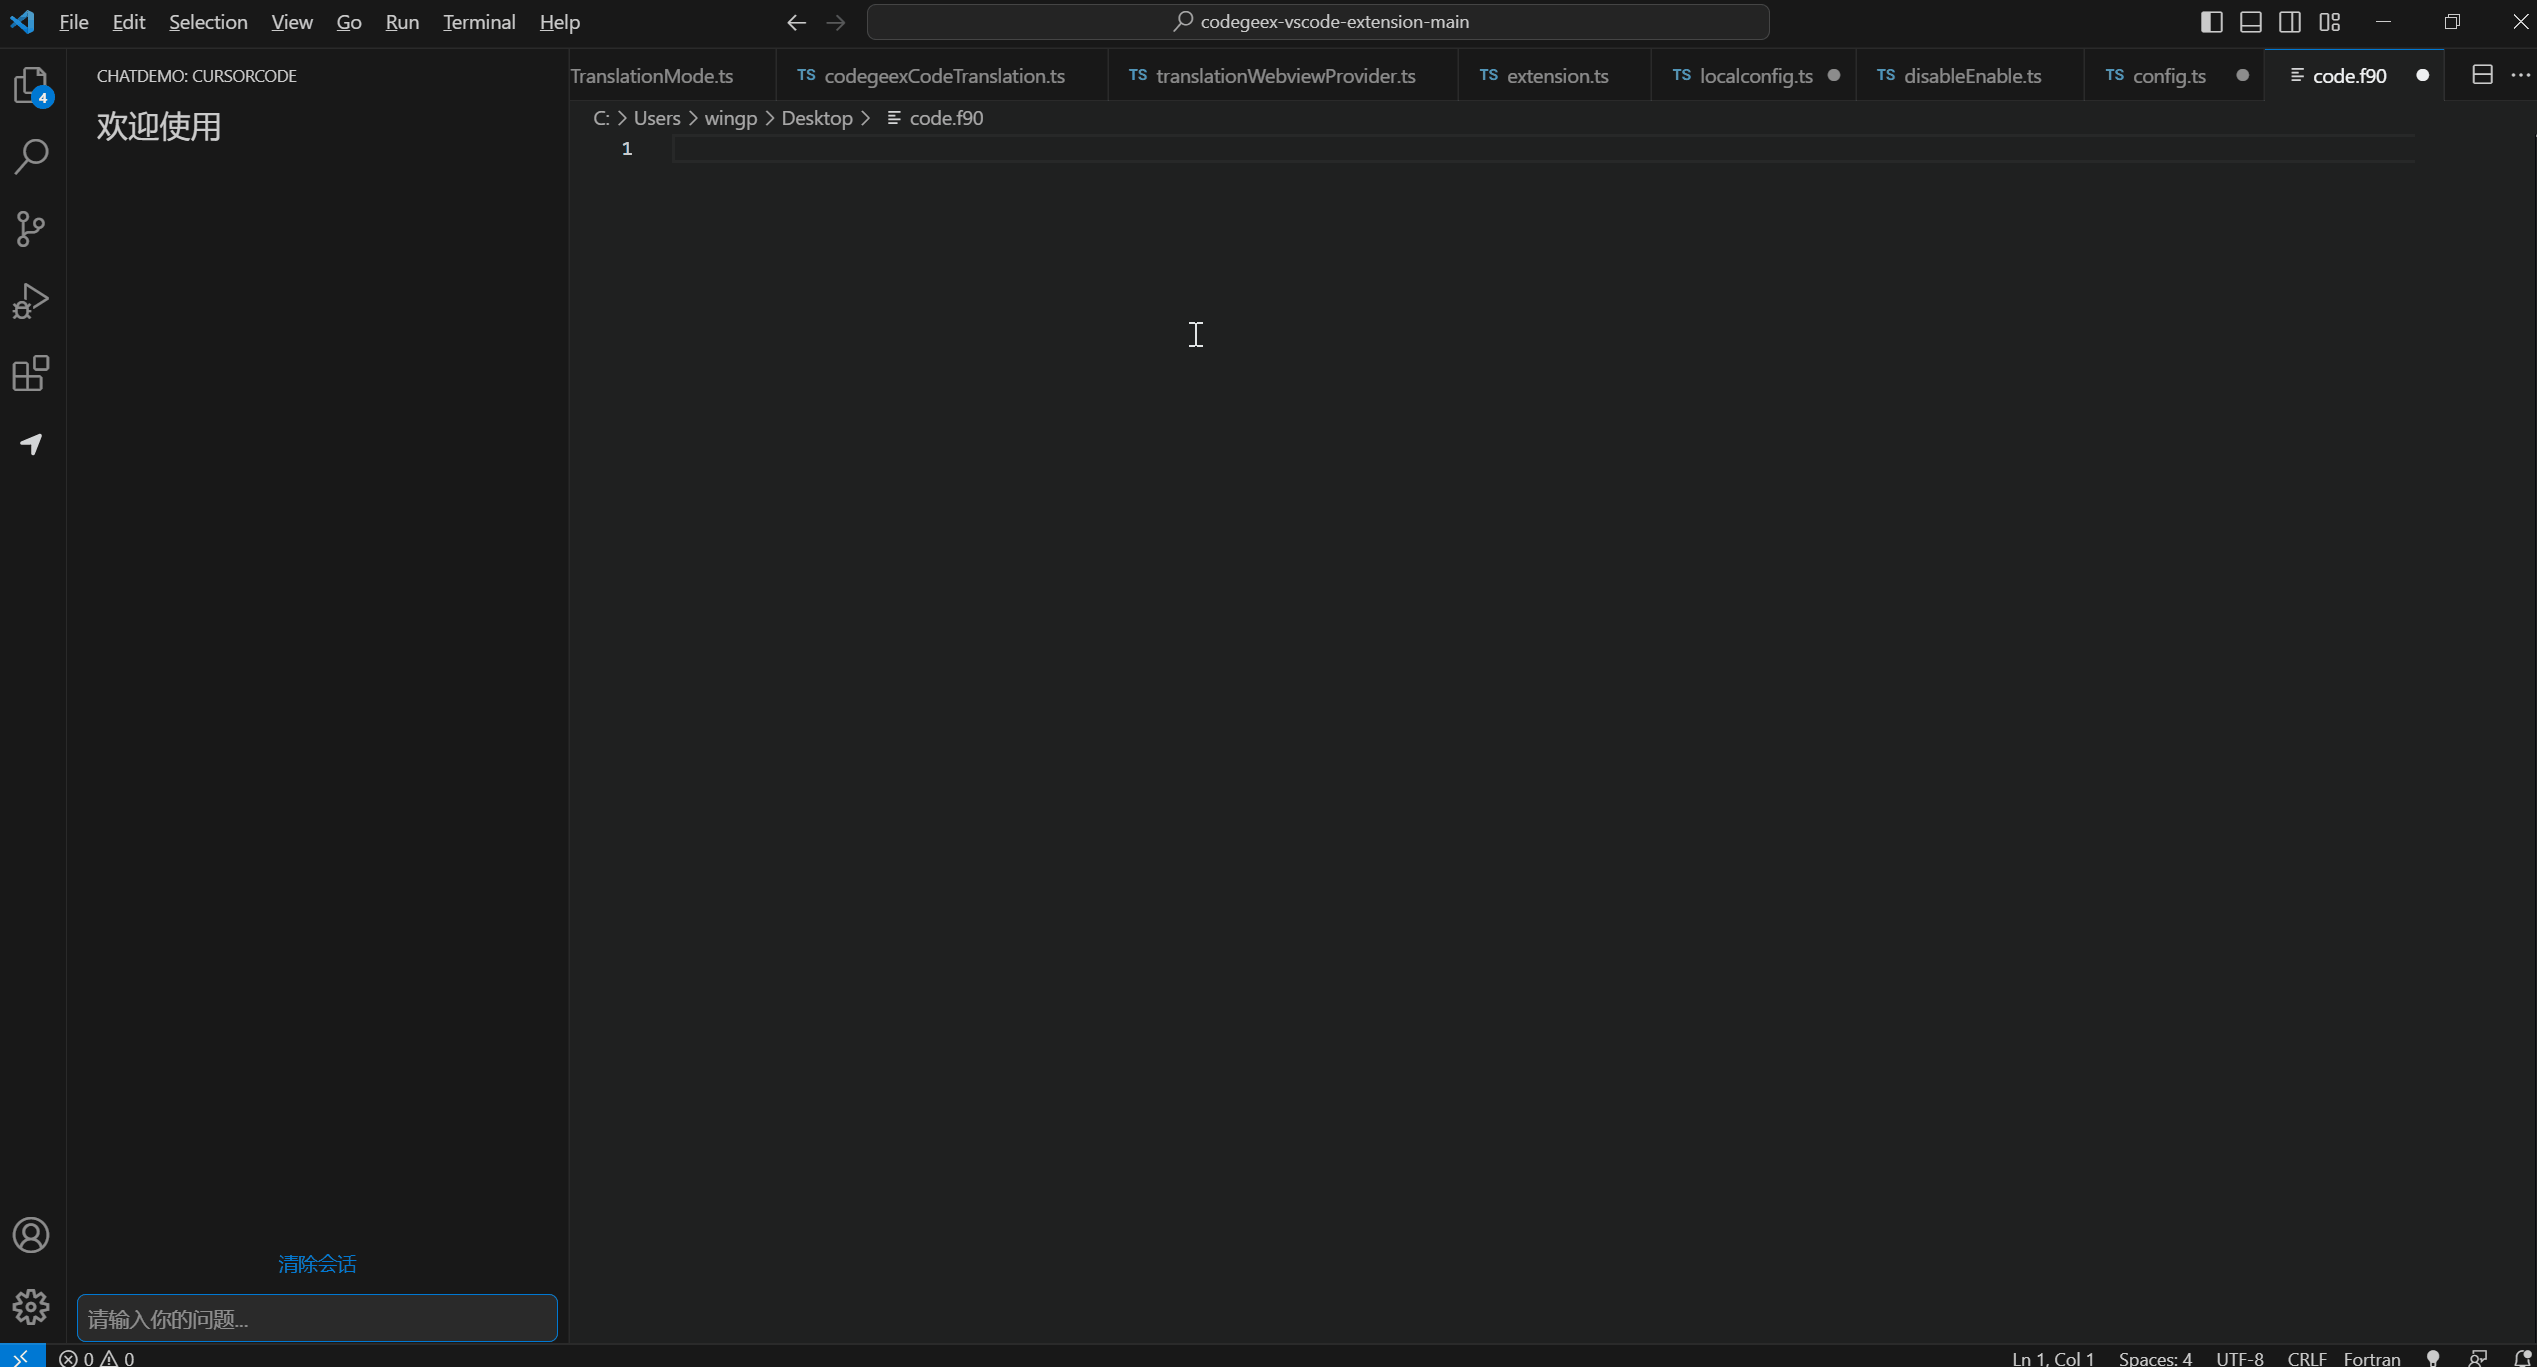 File Edit Selection View Go Run Terminal Help
codegeex-vscode-extension-main
4
CHATDEMO: CURSORCODE
欢迎使用
清除会话
请输入你的问题...
TranslationMode.ts
TS codegeexCodeTranslation.ts
TS translationWebviewProvider.ts
TS extension.ts
TS localconfig.ts
TS disableEnable.ts
TS config.ts
code.f90
C: > Users > wingp > Desktop > code.f90
1
0 0
Ln 1, Col 1
Spaces: 4
UTF-8
CRLF
Fortran